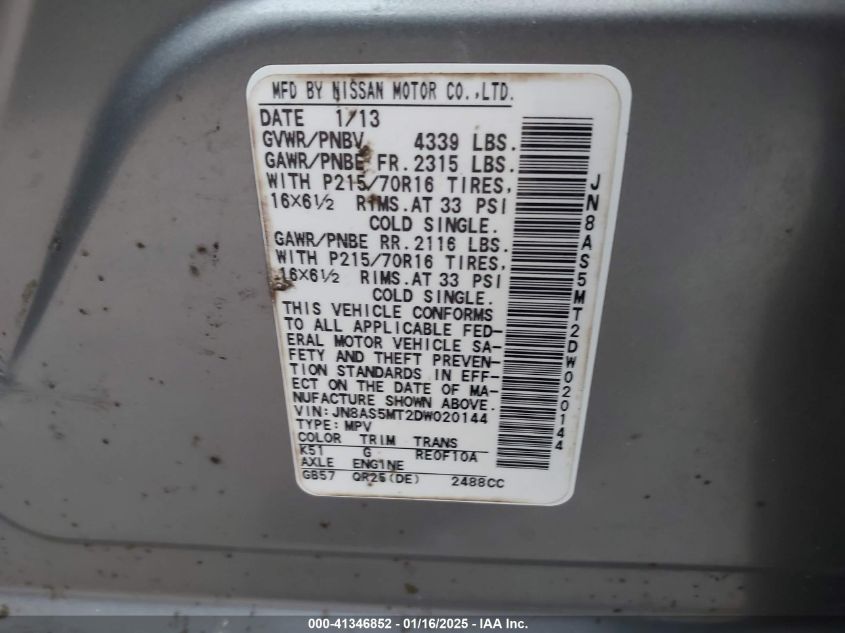 MFD BY NISSAN MOTOR CO.,LTD.
DATE 1/13
GVWR/PNBV 4339 LBS.
GAWR/PNBE FR. 2315 LBS.
WITH P215/70R16 TIRES,
16X6½ RIMS.AT 33 PSI
COLD SINGLE.
GAWR/PNBE RR. 2116 LBS.
WITH P215/70R16 TIRES,
16X6½ RIMS.AT 33 PSI
COLD SINGLE.
THIS VEHICLE CONFORMS
TO ALL APPLICABLE FED-
ERAL MOTOR VEHICLE SA-
FETY AND THEFT PREVEN-
TION STANDARDS IN EFF-
ECT ON THE DATE OF MA-
NUFACTURE SHOWN ABOVE.
VIN:JN8AS5MT2DW020144
TYPE:MPV
COLOR TRIM TRANS
K51 G RE0F10A
AXLE ENGINE
GB57 QR25(DE) 2488CC
JN8AS5MT2DW020144
000-41346852 - 01/16/2025 - IAA Inc.